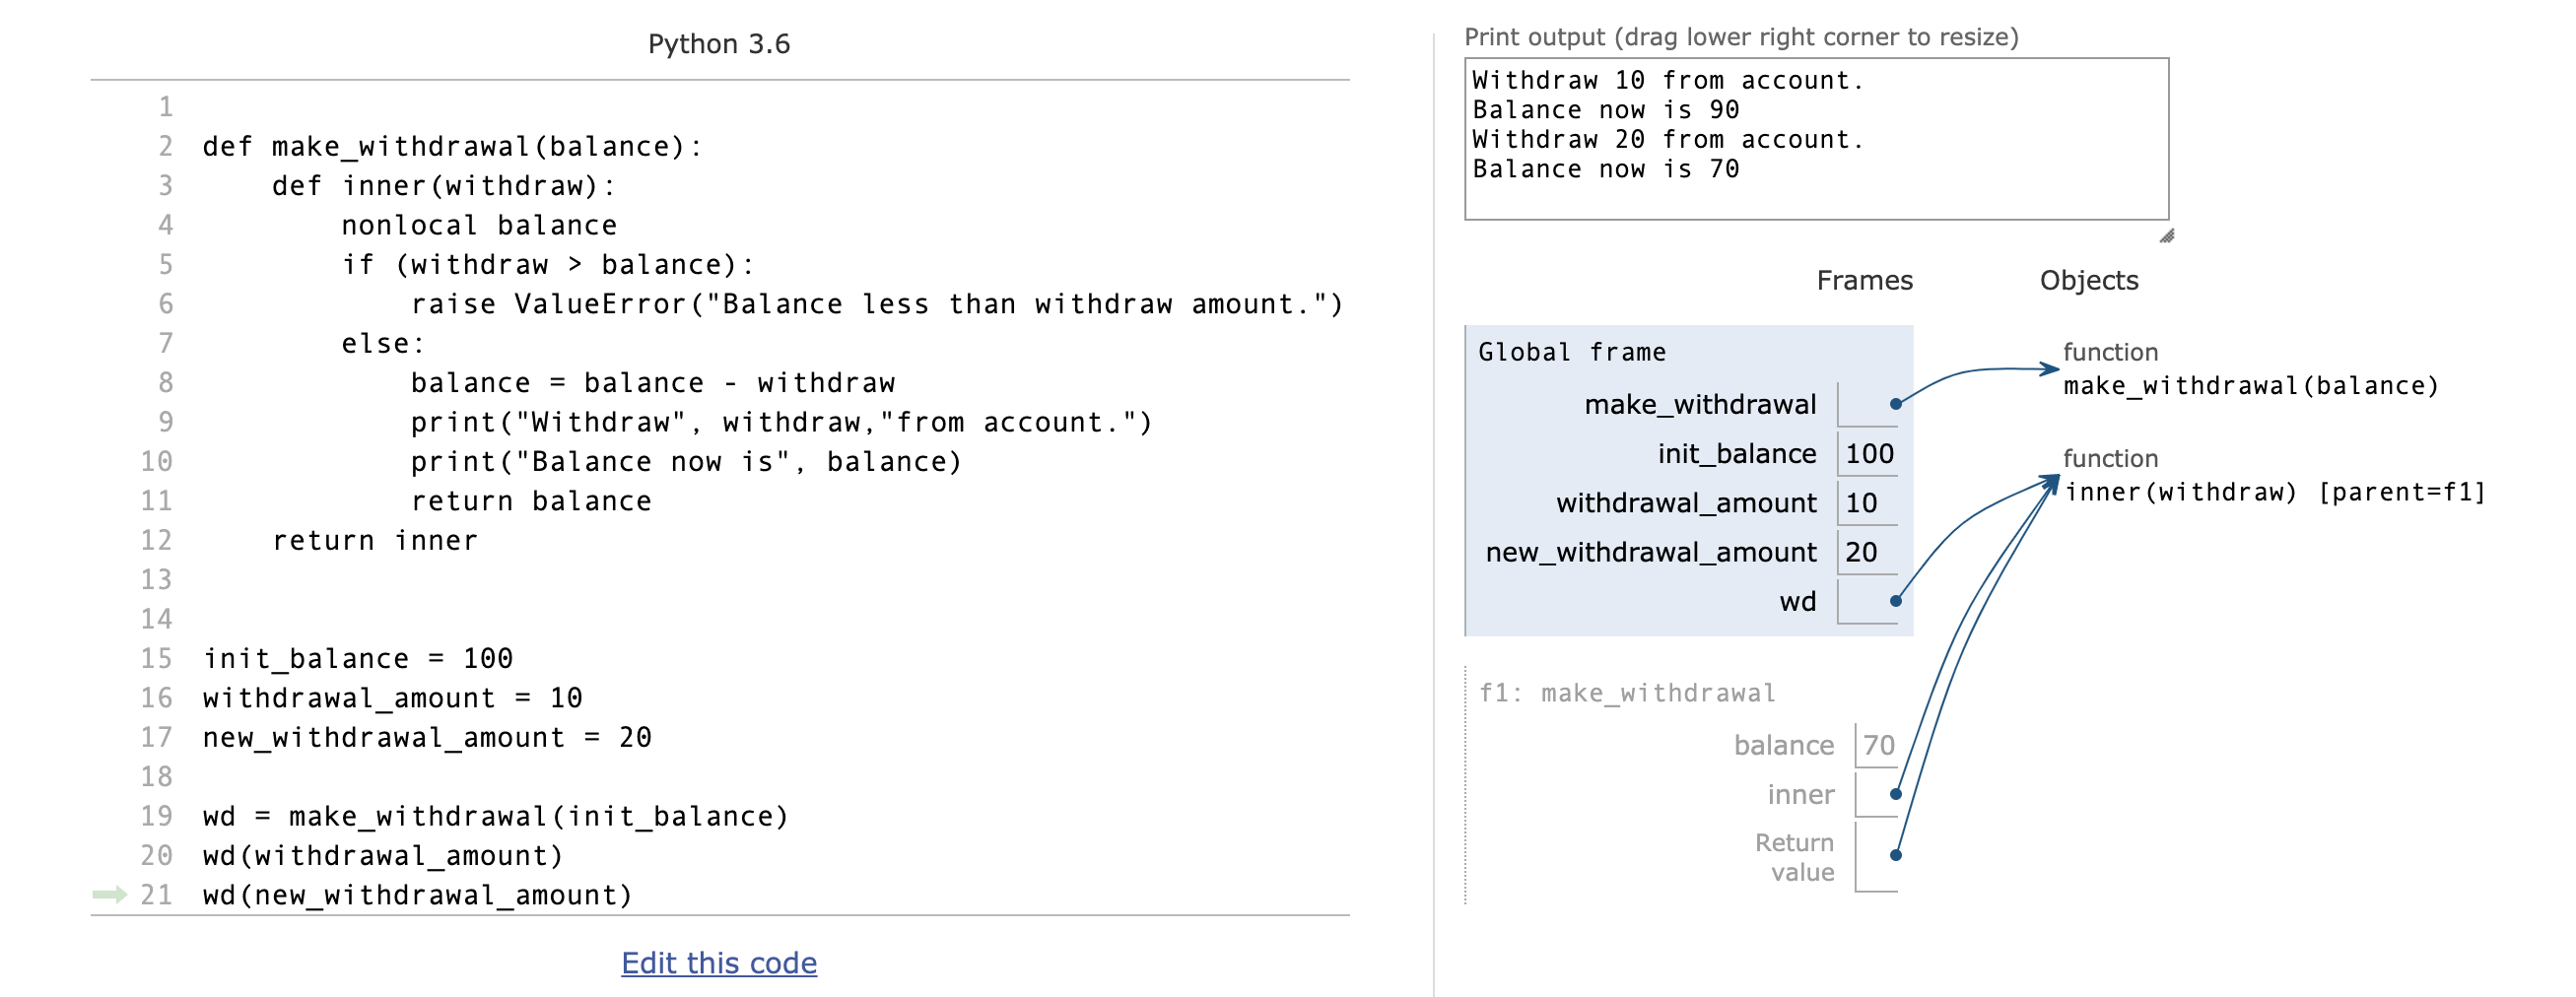 Python 3.6
1
2 def make_withdrawal(balance):
3     def inner(withdraw):
4         nonlocal balance
5         if (withdraw > balance):
6             raise ValueError("Balance less than withdraw amount.")
7         else:
8             balance = balance - withdraw
9             print("Withdraw", withdraw,"from account.")
10             print("Balance now is", balance)
11             return balance
12     return inner
13
14
15 init_balance = 100
16 withdrawal_amount = 10
17 new_withdrawal_amount = 20
18
19 wd = make_withdrawal(init_balance)
20 wd(withdrawal_amount)
21 wd(new_withdrawal_amount)
Edit this code
Print output (drag lower right corner to resize)
Withdraw 10 from account.
Balance now is 90
Withdraw 20 from account.
Balance now is 70
Frames Objects
Global frame
make_withdrawal
init_balance 100
withdrawal_amount 10
new_withdrawal_amount 20
wd
function
make_withdrawal(balance)
function
inner(withdraw) [parent=f1]
f1: make_withdrawal
balance 70
inner
Return
value